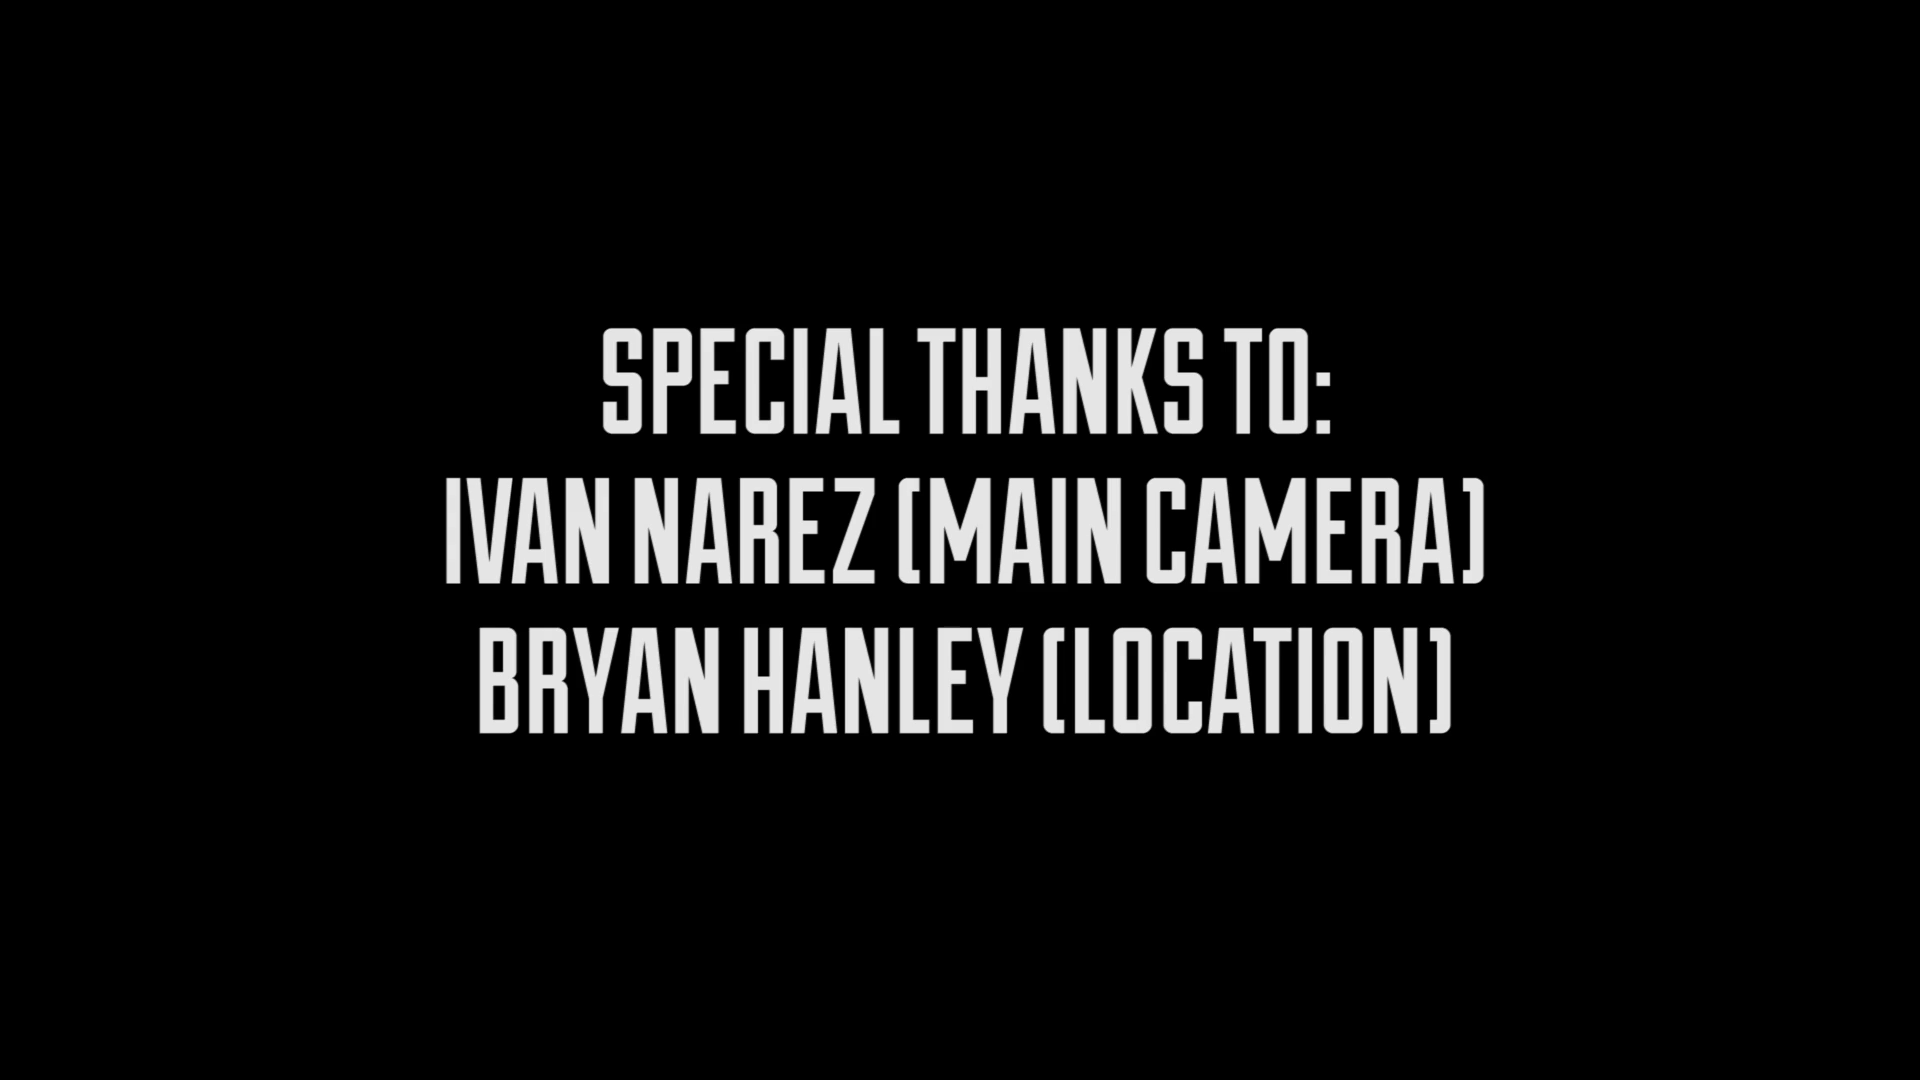 SPECIAL THANKS TO:
IVAN NAREZ (MAIN CAMERA)
BRYAN HANLEY (LOCATION)